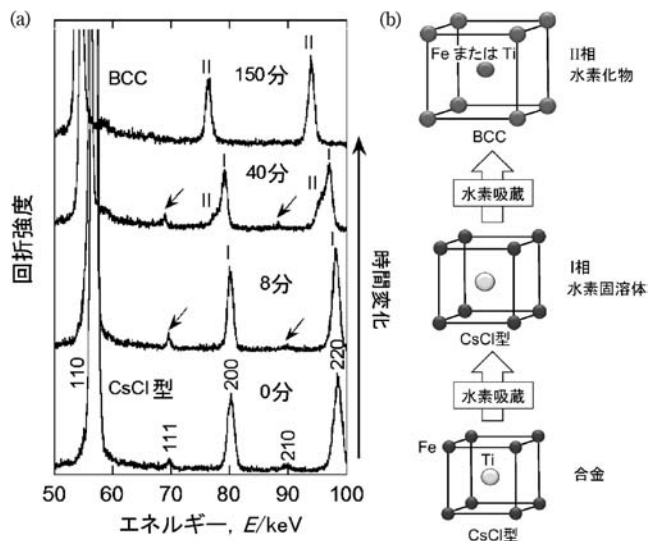 (a)
BCC
II
150分
II
40分
I
II
I
II
8分
I
I
CsCl型
0分
110
111
200
210
220
回折強度
時間変化
50 60 70 80 90 100
エネルギー, E/keV
(b)
FeまたはTi
II相
水素化物
BCC
水素吸蔵
I相
水素固溶体
CsCl型
水素吸蔵
Fe
Ti
合金
CsCl型